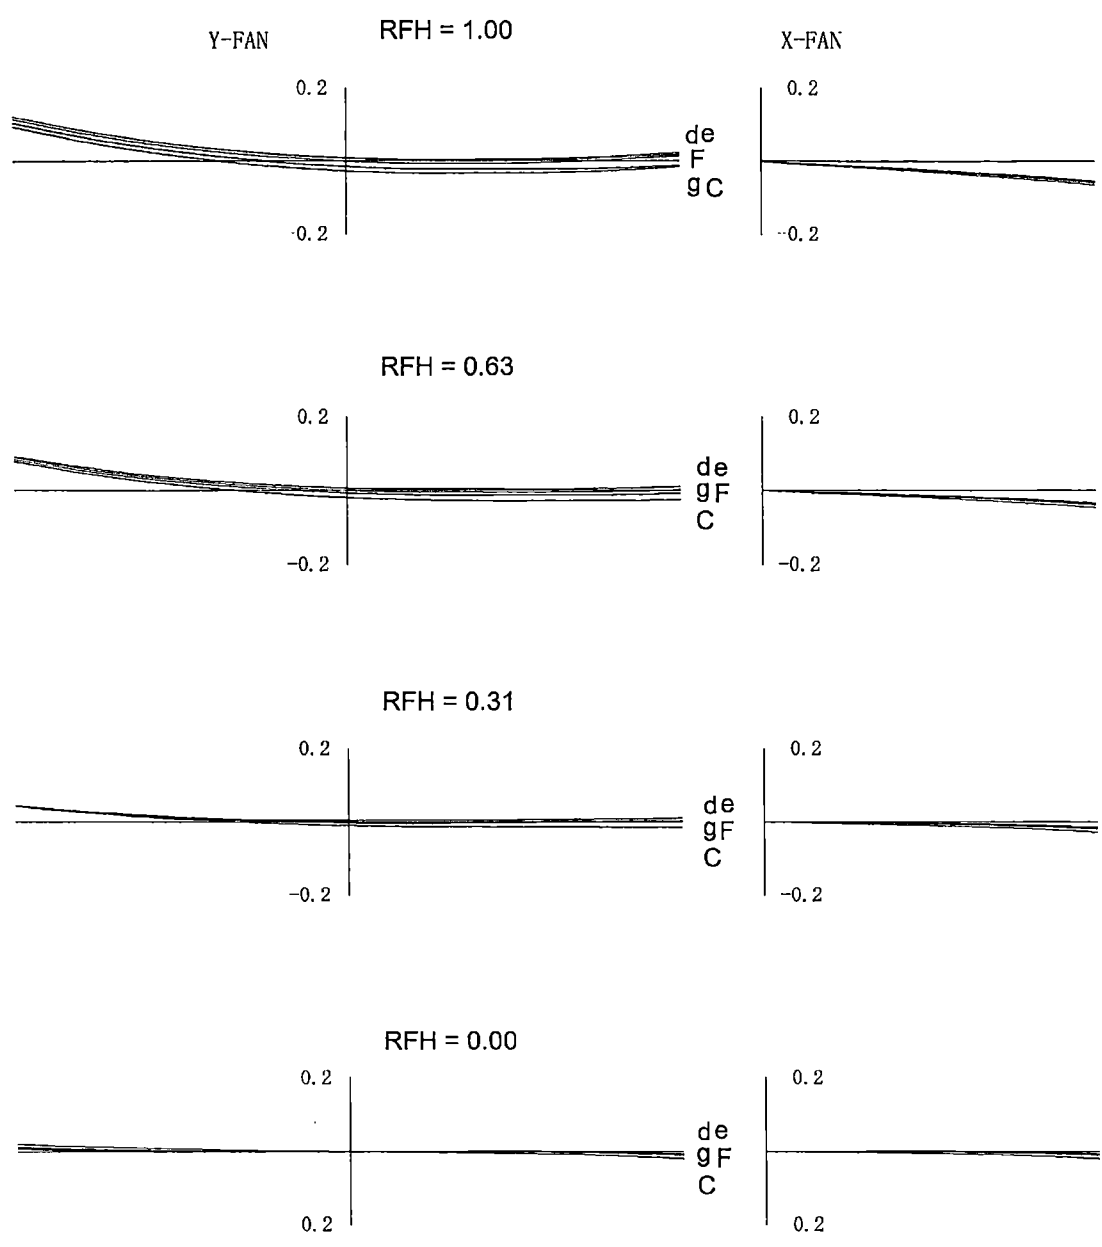 RFH = 1.00
Y-FAN X-FAN
0.2 0.2
de
F
gC
-0.2 -0.2
RFH = 0.63
0.2 0.2
de
gF
C
-0.2 -0.2
RFH = 0.31
0.2 0.2
de
gF
C
-0.2 -0.2
RFH = 0.00
0.2 0.2
de
gF
C
0.2 0.2